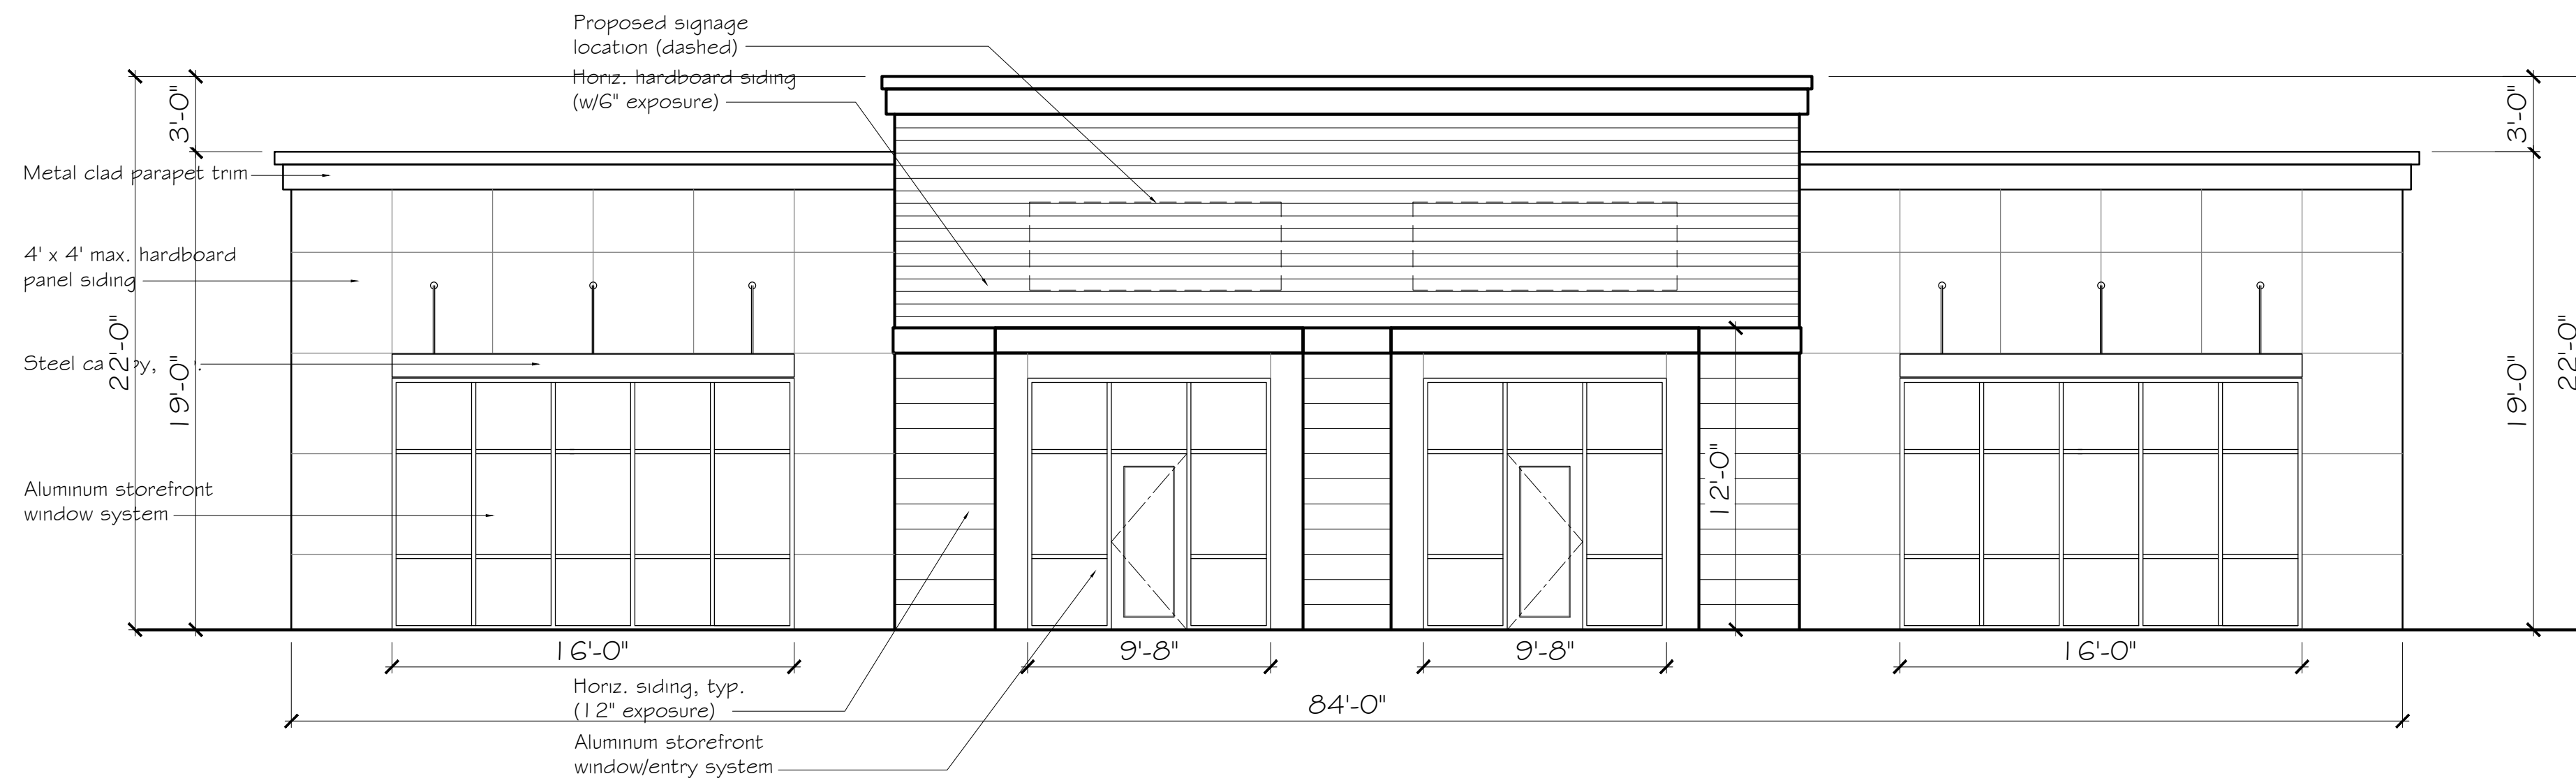 Proposed signage
location (dashed)
Horiz. hardboard siding
(w/6" exposure)
3'-0"
3'-0"
Metal clad parapet trim
4' x 4' max. hardboard
panel siding
22'-0"
19'-0"
Steel
19'-0"
22'-0"
Aluminum storefront
window system
12'-0"
16'-0"
9'-8"
9'-8"
16'-0"
Horiz. siding, typ.
(12" exposure)
84'-0"
Aluminum storefront
window/entry system